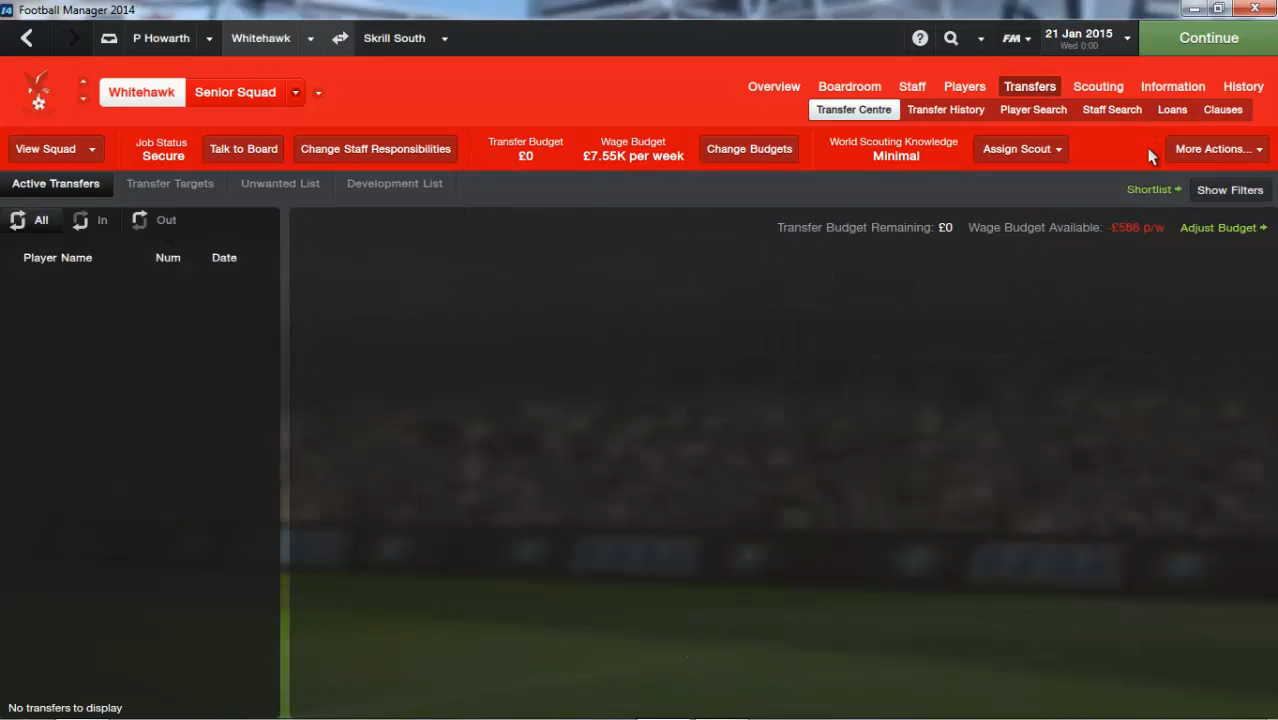 14 Football Manager 2014
P Howarth Whitehawk Skrill South ? FM 21 Jan 2015 Wed 0:00 Continue
Whitehawk Senior Squad Overview Boardroom Staff Players Transfers Scouting Information History
Transfer Centre Transfer History Player Search Staff Search Loans Clauses
View Squad Job Status Secure Talk to Board Change Staff Responsibilities Transfer Budget £0 Wage Budget £7.55K per week Change Budgets World Scouting Knowledge Minimal Assign Scout More Actions...
Active Transfers Transfer Targets Unwanted List Development List Shortlist Show Filters
All In Out Transfer Budget Remaining: £0 Wage Budget Available: -£586 p/w Adjust Budget
Player Name Num Date
No transfers to display